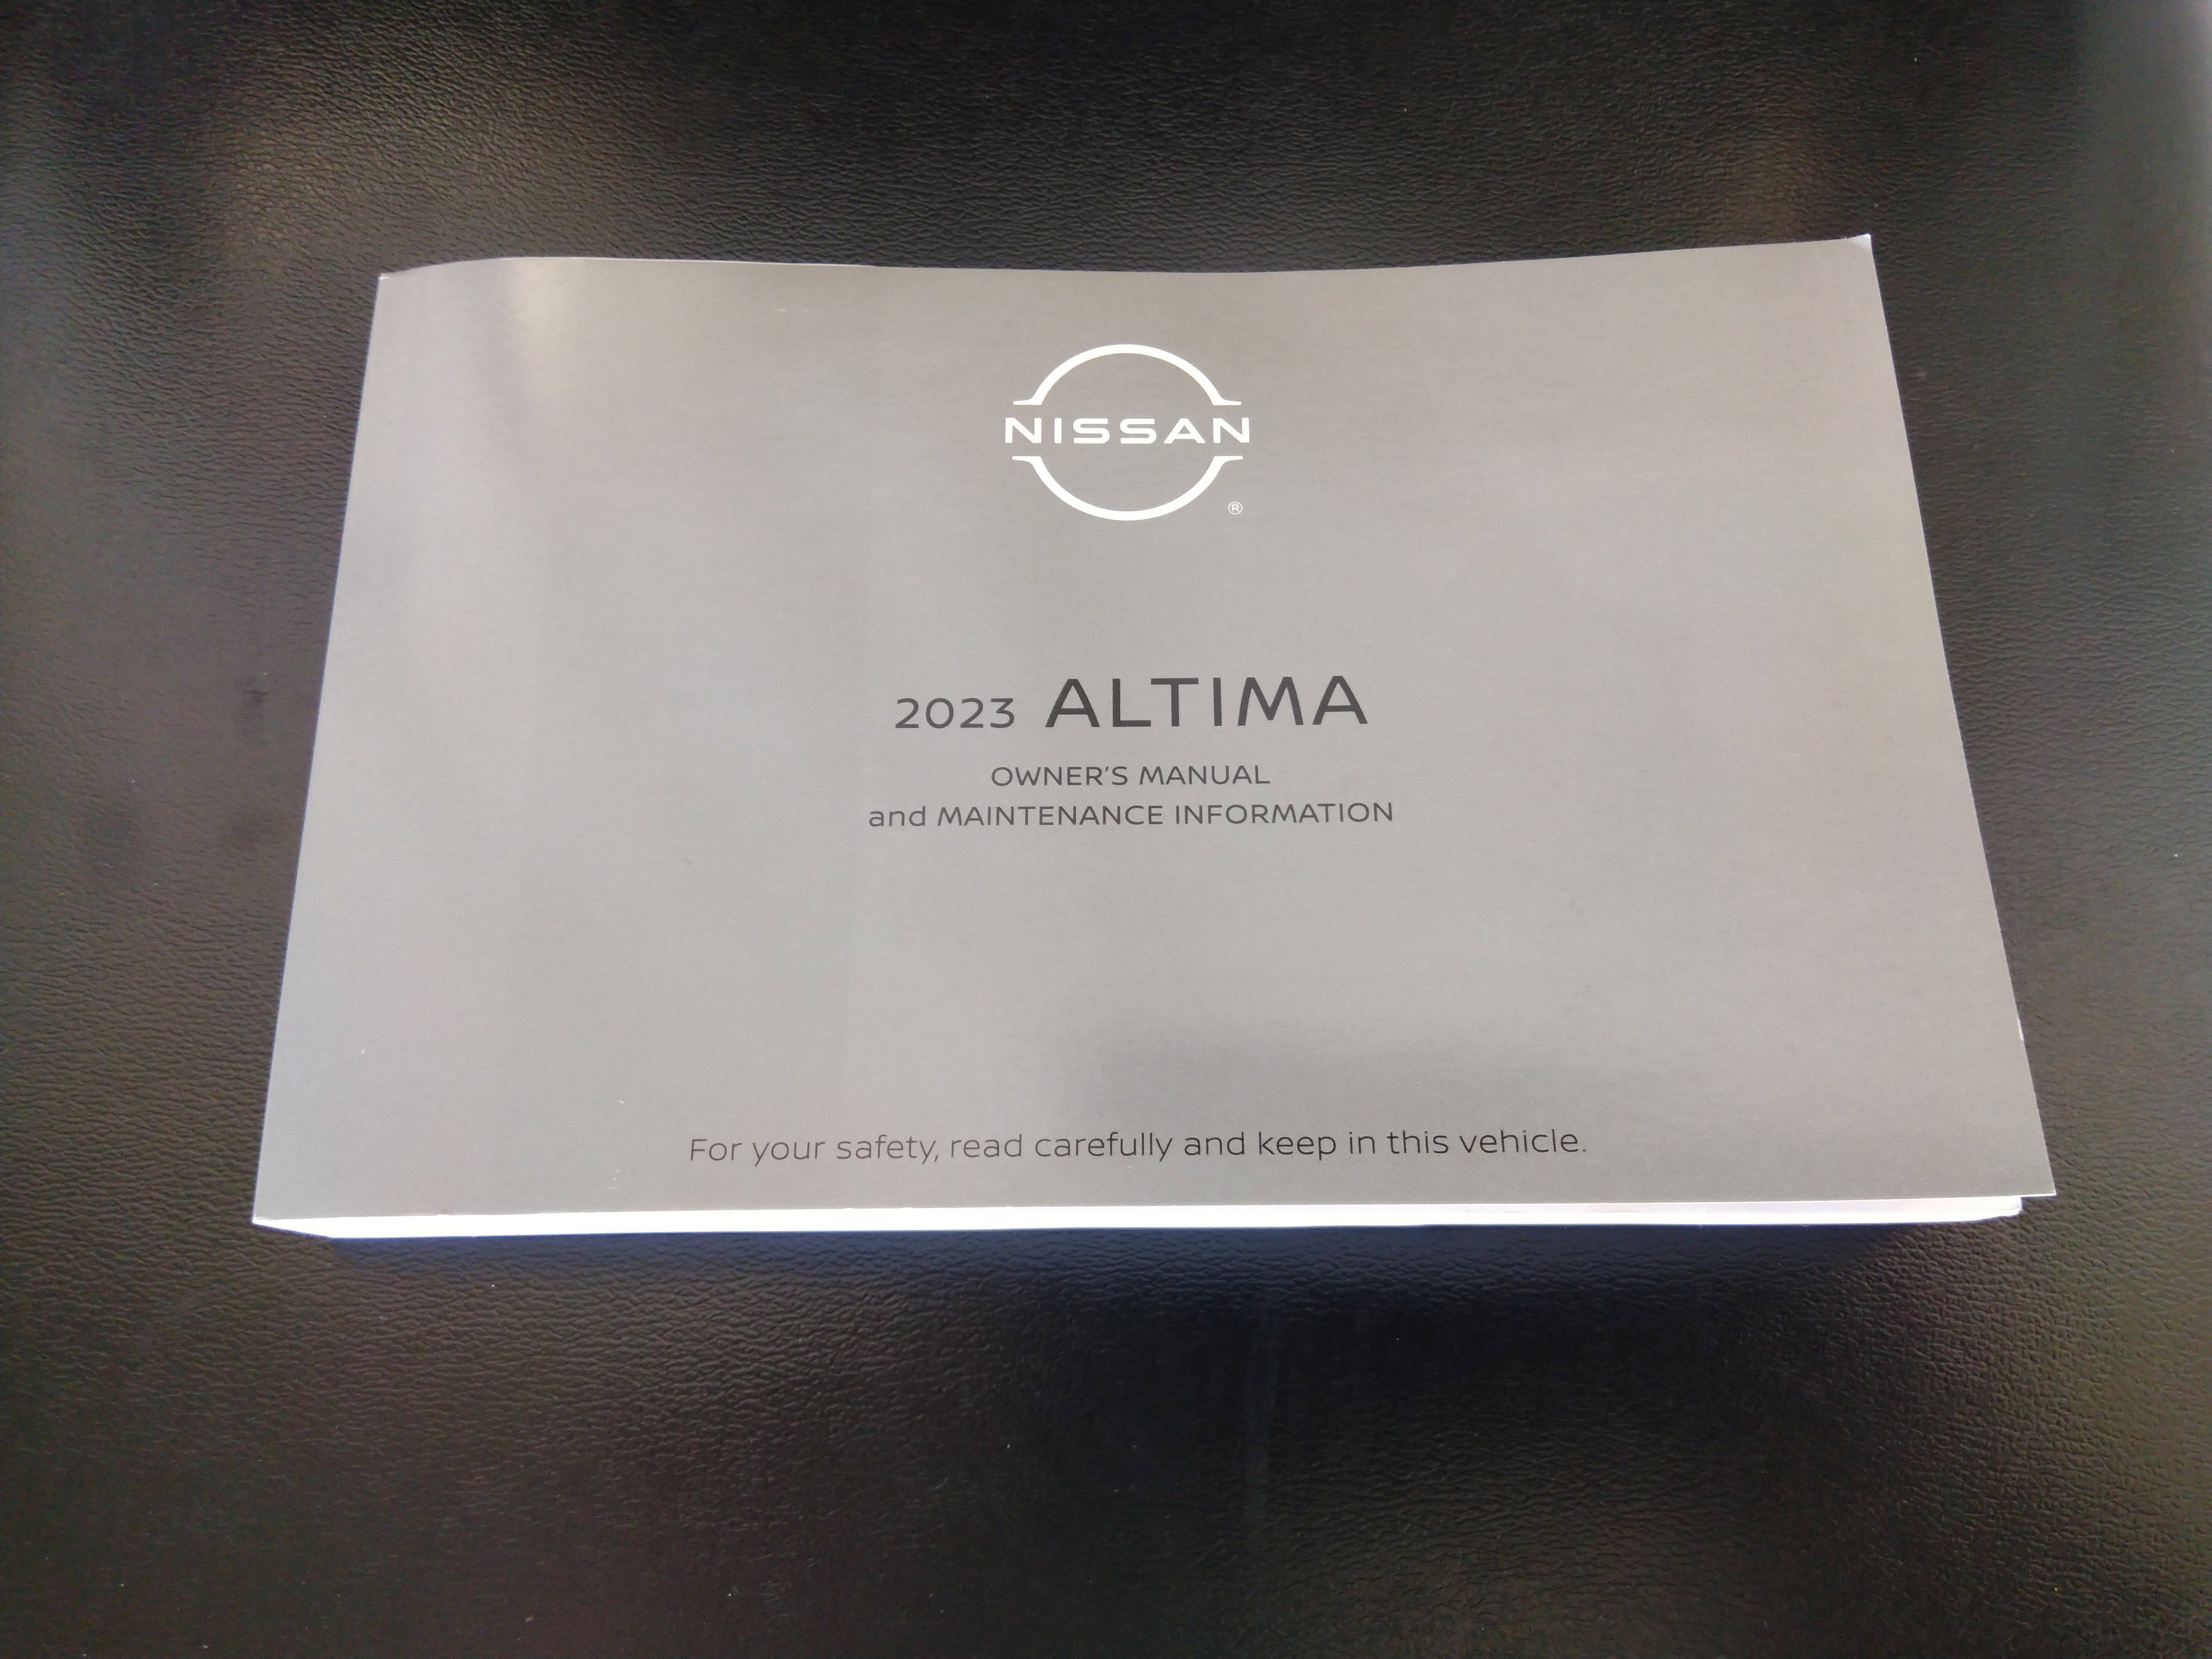 NISSAN
®
2023 ALTIMA
OWNER'S MANUAL
and MAINTENANCE INFORMATION
For your safety, read carefully and keep in this vehicle.